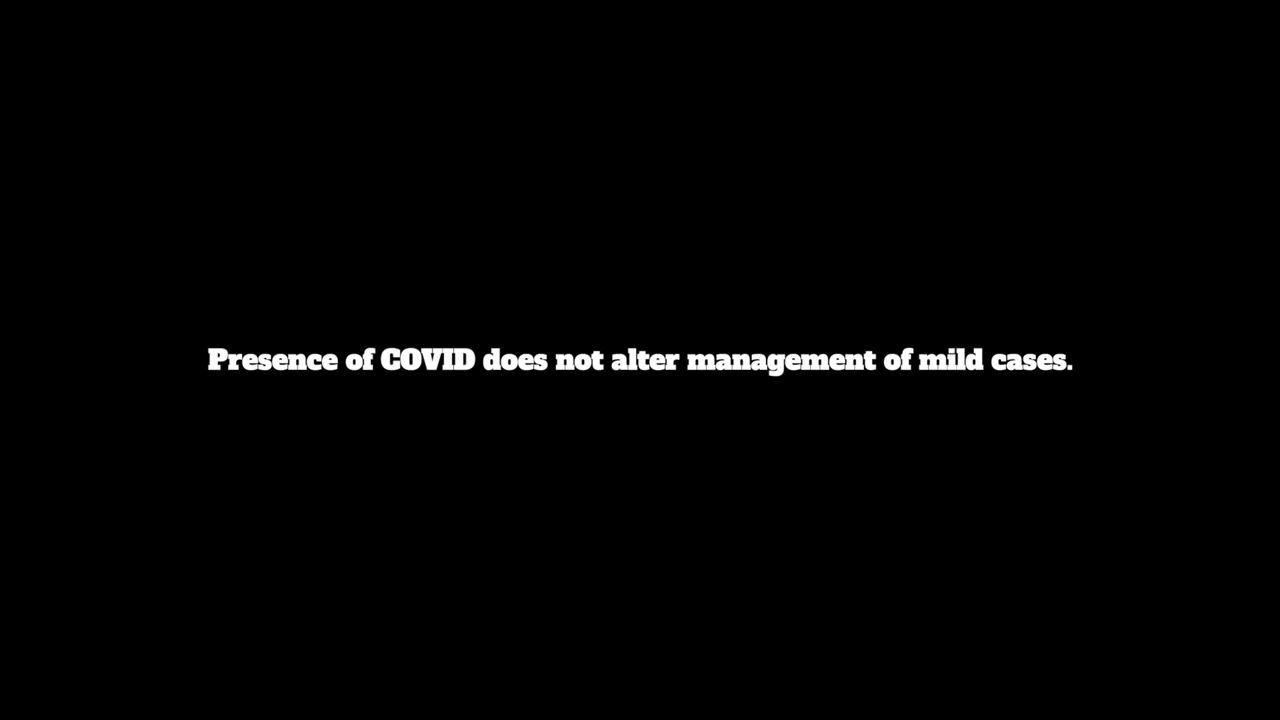 Presence of COVID does not alter management of mild cases.